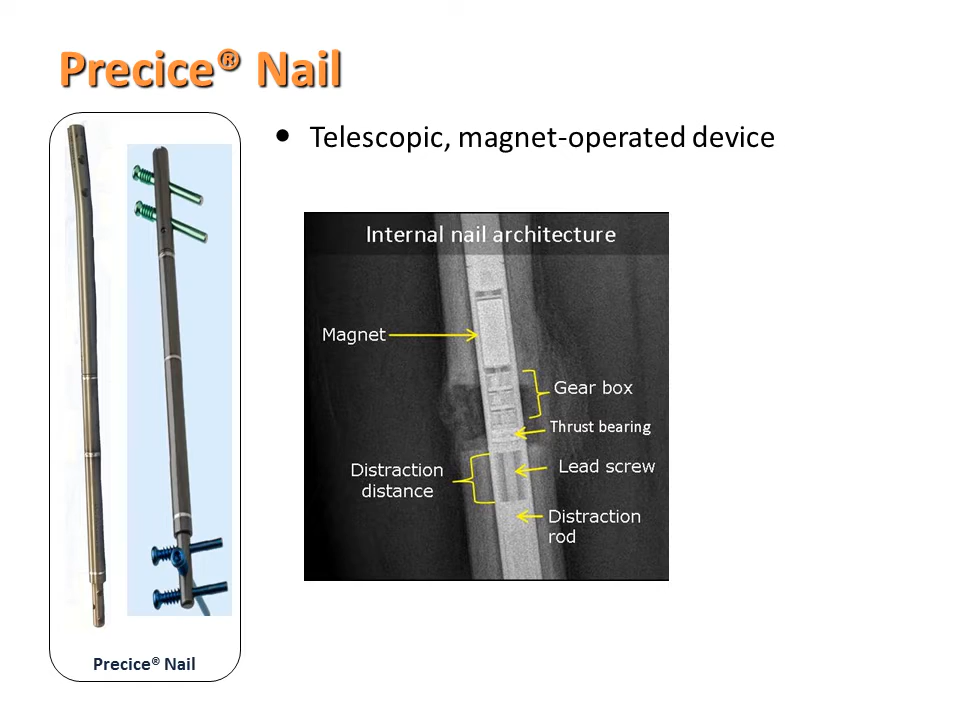 Precice® Nail
• Telescopic, magnet-operated device
Internal nail architecture
Magnet
Gear box
Thrust bearing
Lead screw
Distraction
distance
Distraction
rod
Precice® Nail